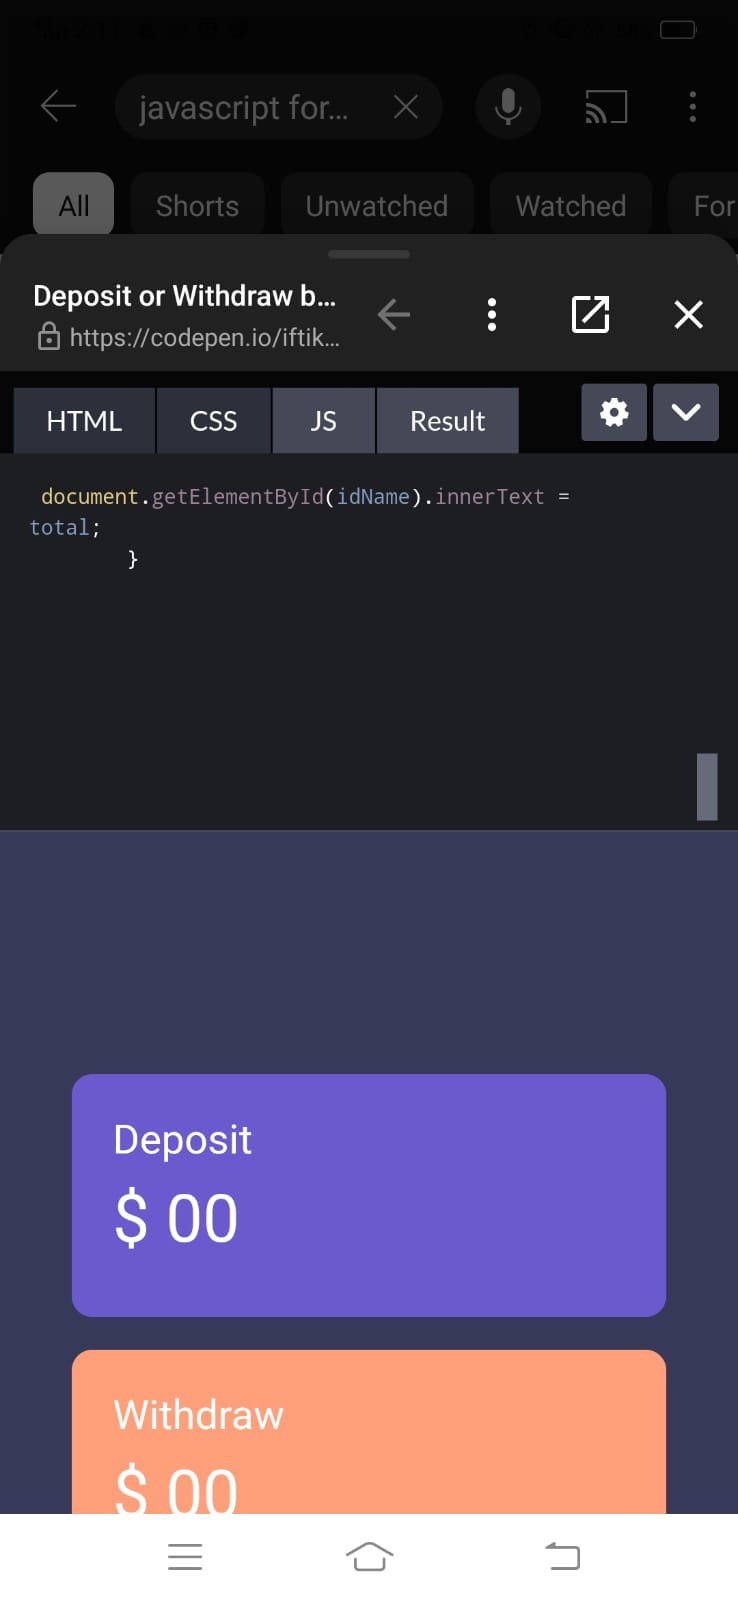 javascript for...
All Shorts Unwatched Watched For
Deposit or Withdraw b...
https://codepen.io/iftik...
HTML CSS JS Result
document.getElementById(idName).innerText =
total;
}
Deposit
$ 00
Withdraw
$ 00